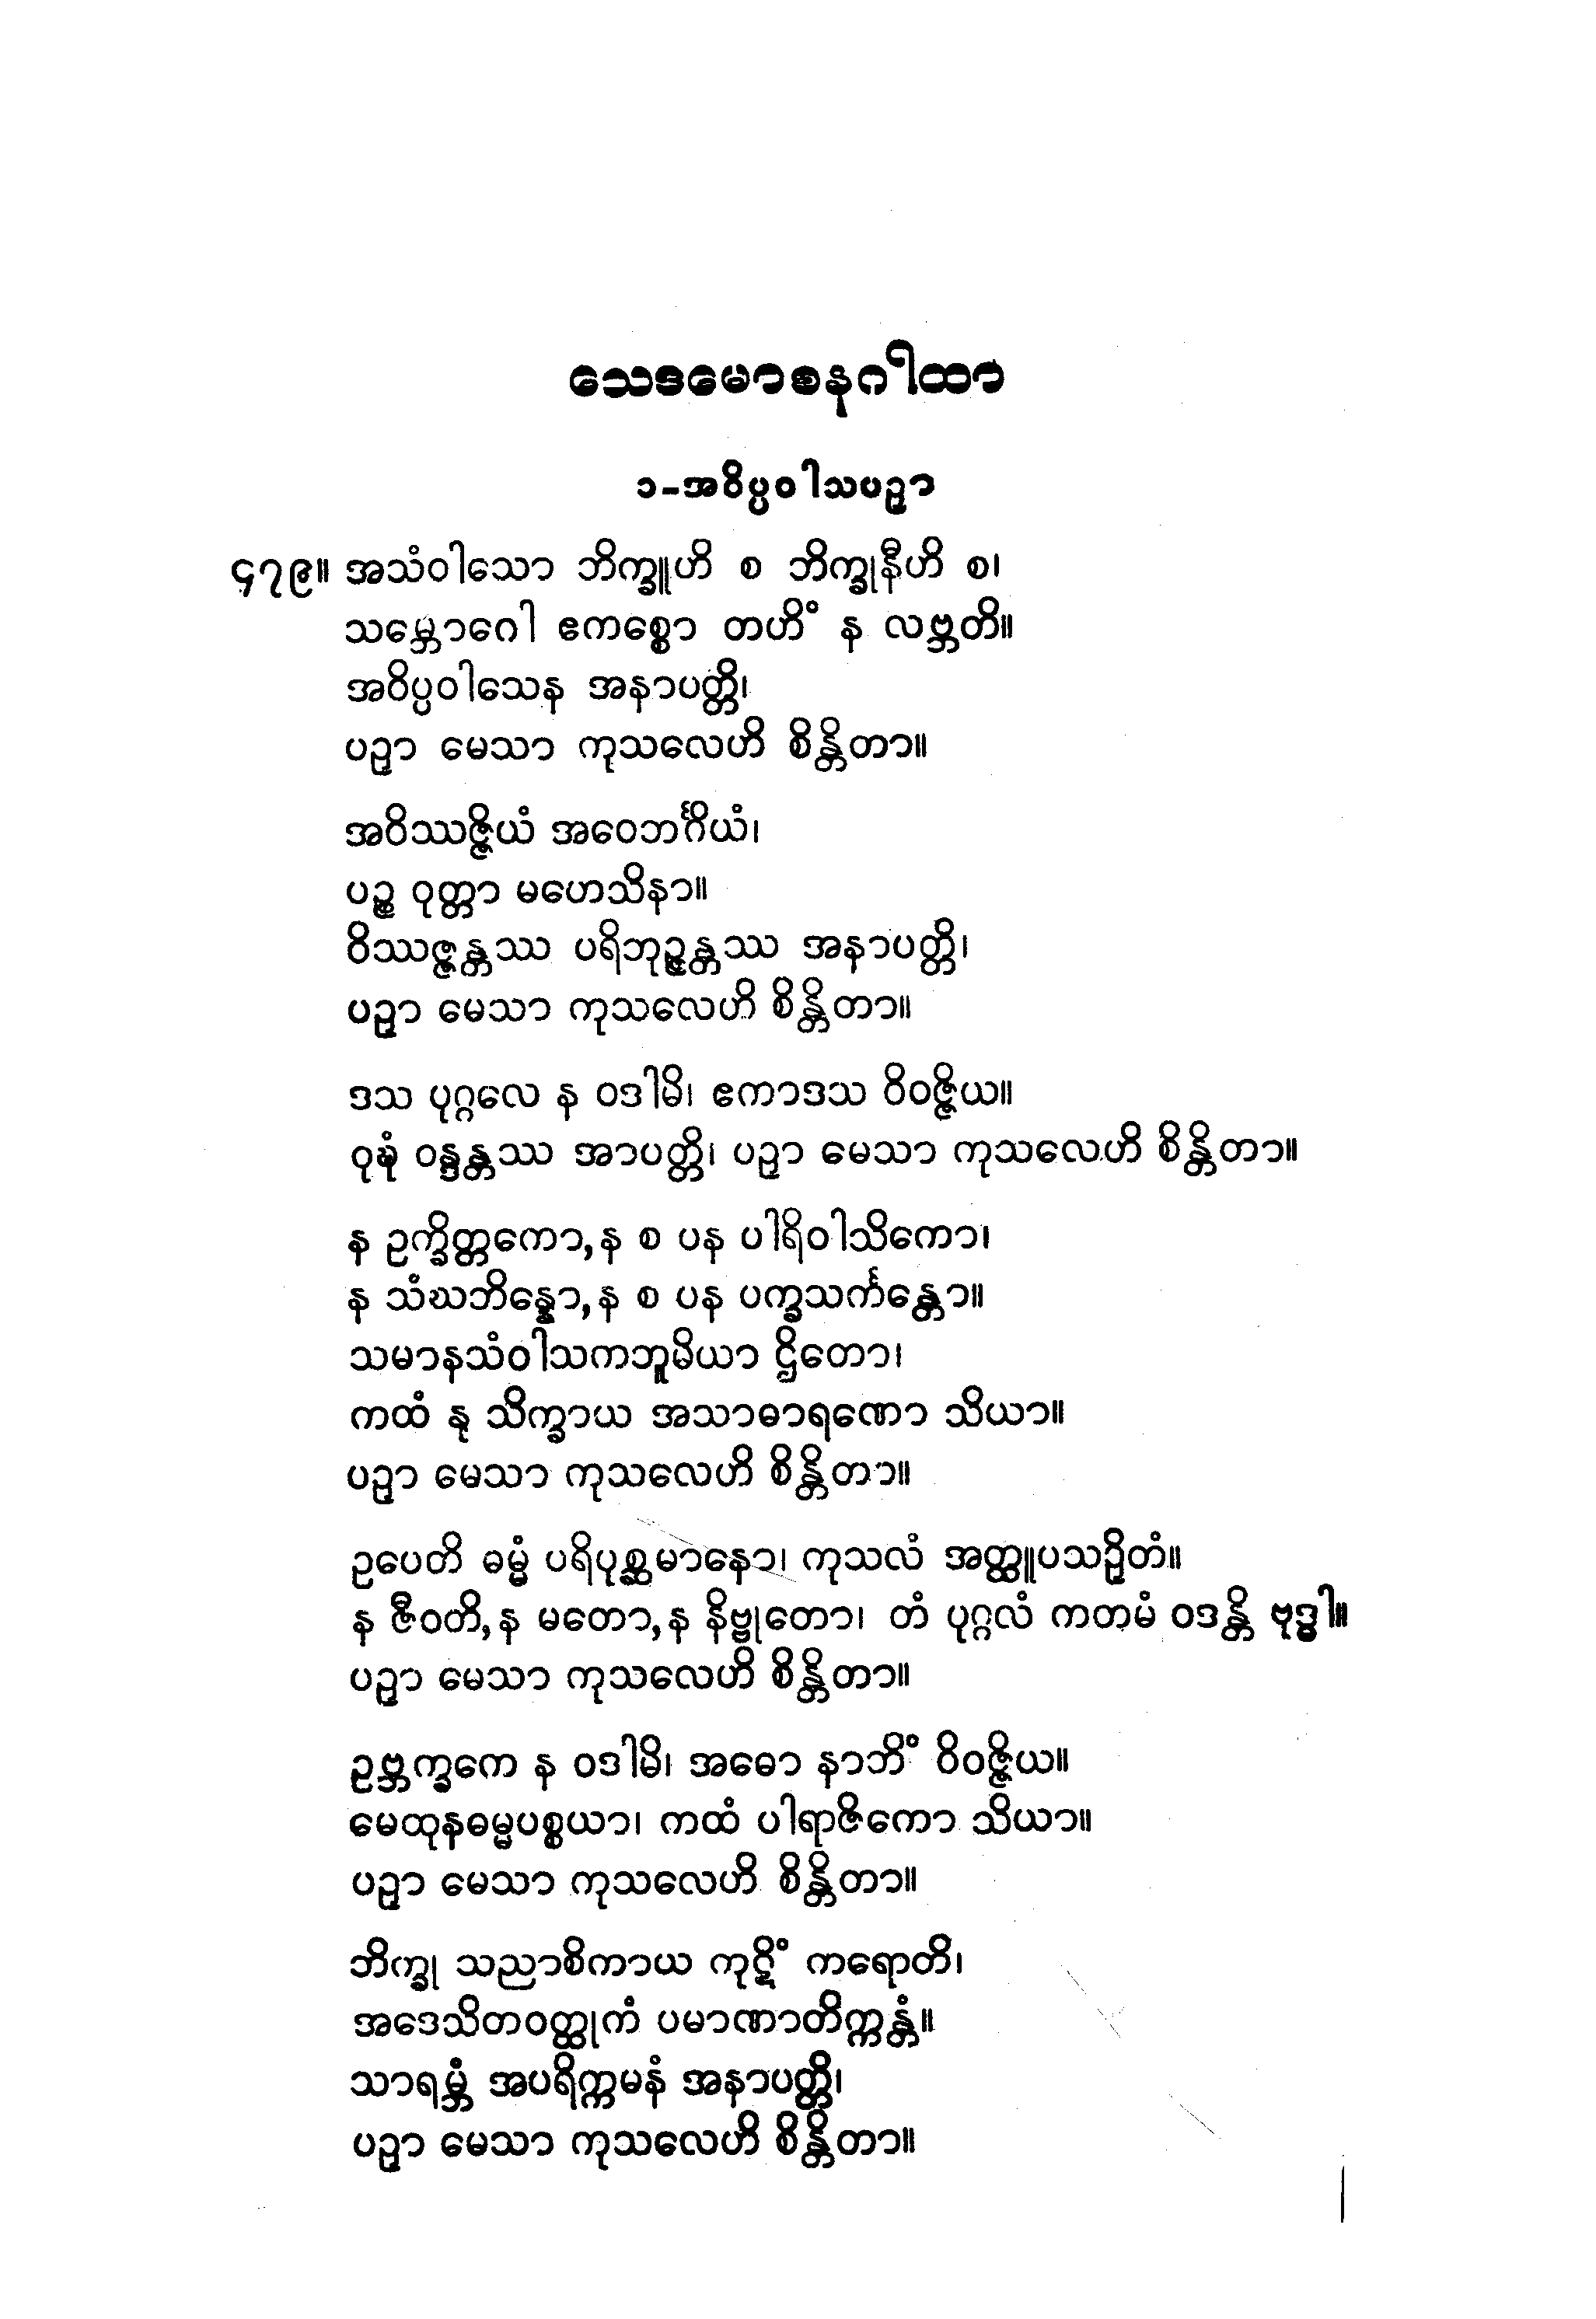 သေဒမောစနဂါထာ
၁-အဝိပ္ပဝါသပဉှာ
၄၇၉။ အသံဝါသော ဘိက္ခူဟိ စ ဘိက္ခုနီဟိ စ၊
သမ္ဘောဂေါ ဧကစ္စော တဟိံ န လဗ္ဘတိ။
အဝိပ္ပဝါသေန အနာပတ္တိ၊
ပဉှာ မေသာ ကုသလေဟိ စိန္တိတာ။
အဝိဿဇ္ဇိယံ အဝေဘင်္ဂိယံ၊
ပဉ္စ ဝုတ္တာ မဟေသိနာ။
ဝိဿဇ္ဇန္တဿ ပရိဘုဉ္ဇန္တဿ အနာပတ္တိ၊
ပဉှာ မေသာ ကုသလေဟိ စိန္တိတာ။
ဒသ ပုဂ္ဂလေ န ဝဒါမိ၊ ဧကာဒသ ဝိဝဇ္ဇိယ။
ဝုဍ္ဎံ ဝန္ဒန္တဿ အာပတ္တိ၊ ပဉှာ မေသာ ကုသလေဟိ စိန္တိတာ။
န ဥက္ခိတ္တကော, န စ ပန ပါရိဝါသိကော၊
န သံဃဘိန္နော, န စ ပန ပက္ခသင်္ကန္တော။
သမာနသံဝါသကဘူမိယာ ဌိတော၊
ကထံ နု သိက္ခာယ အသာဓာရဏော သိယာ။
ပဉှာ မေသာ ကုသလေဟိ စိန္တိတာ။
ဥပေတိ ဓမ္မံ ပရိပုစ္ဆမာနော၊ ကုသလံ အတ္ထူပသဉှိတံ။
န ဇီဝတိ, န မတော, န နိဗ္ဗုတော၊ တံ ပုဂ္ဂလံ ကတမံ ဝဒန္တိ ဗုဒ္ဓါ။
ပဉှာ မေသာ ကုသလေဟိ စိန္တိတာ။
ဥဗ္ဘက္ခကေ န ဝဒါမိ၊ အဓော နာဘိံ ဝိဝဇ္ဇိယ။
မေထုနဓမ္မပစ္စယာ၊ ကထံ ပါရာဇိကော သိယာ။
ပဉှာ မေသာ ကုသလေဟိ စိန္တိတာ။
ဘိက္ခု သညာစိကာယ ကုဋိံ ကရောတိ၊
အဒေသိတဝတ္ထုကံ ပမာဏာတိက္ကန္တံ။
သာရမ္ဘံ အပရိက္ကမနံ အနာပတ္တိ၊
ပဉှာ မေသာ ကုသလေဟိ စိန္တိတာ။